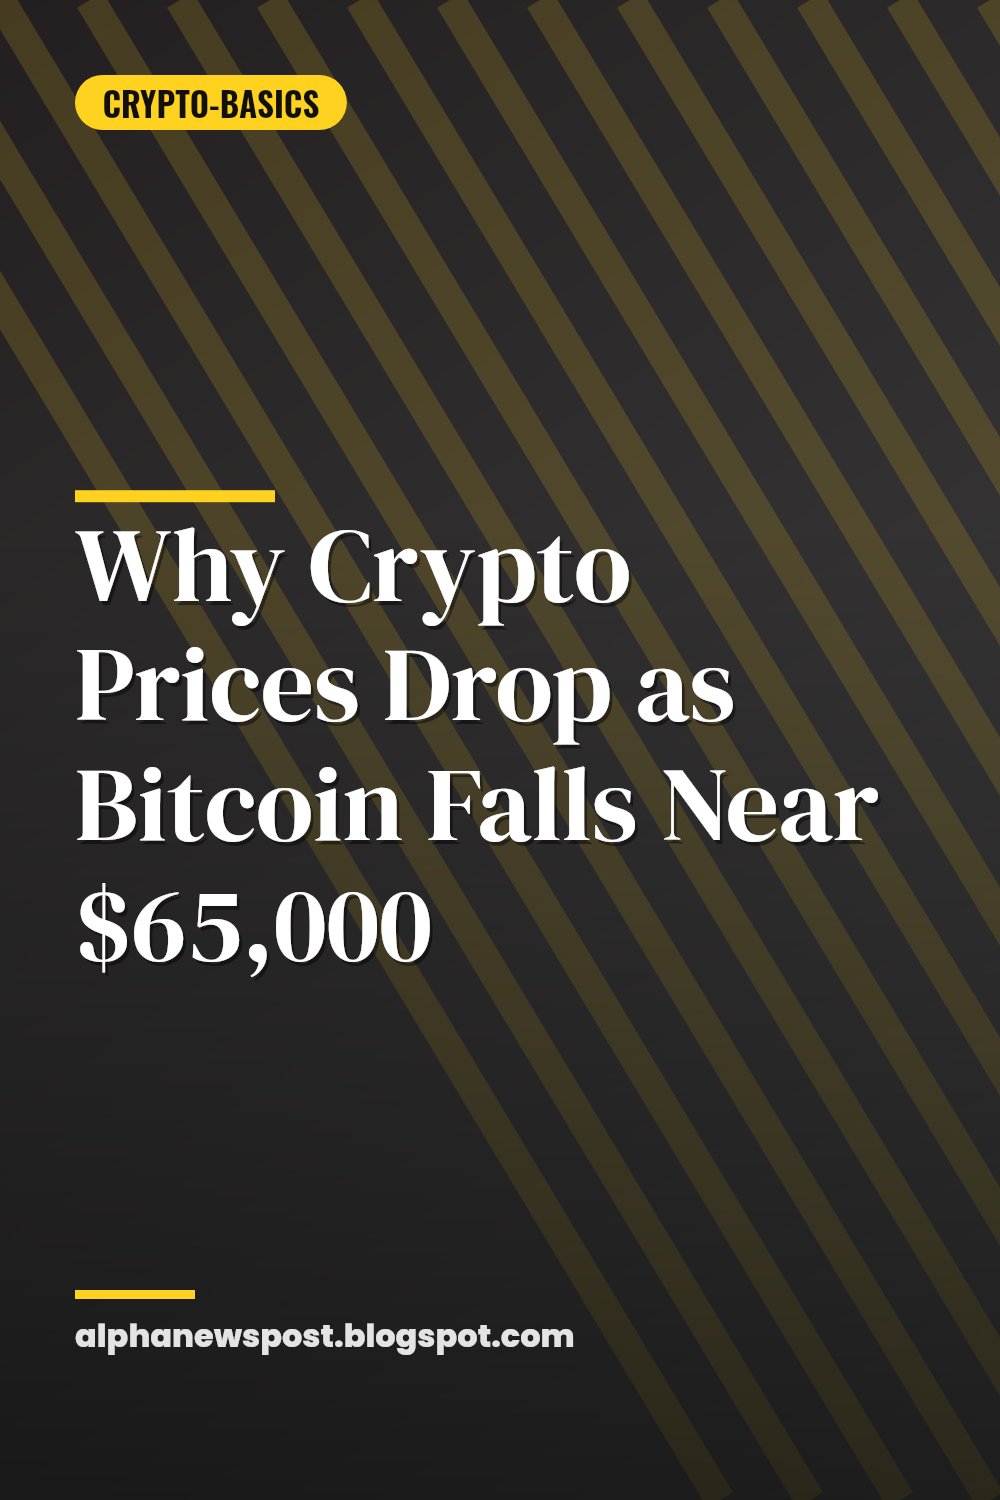 CRYPTO-BASICS
Why Crypto
Prices Drop as
Bitcoin Falls Near
$65,000
alphanewspost.blogspot.com